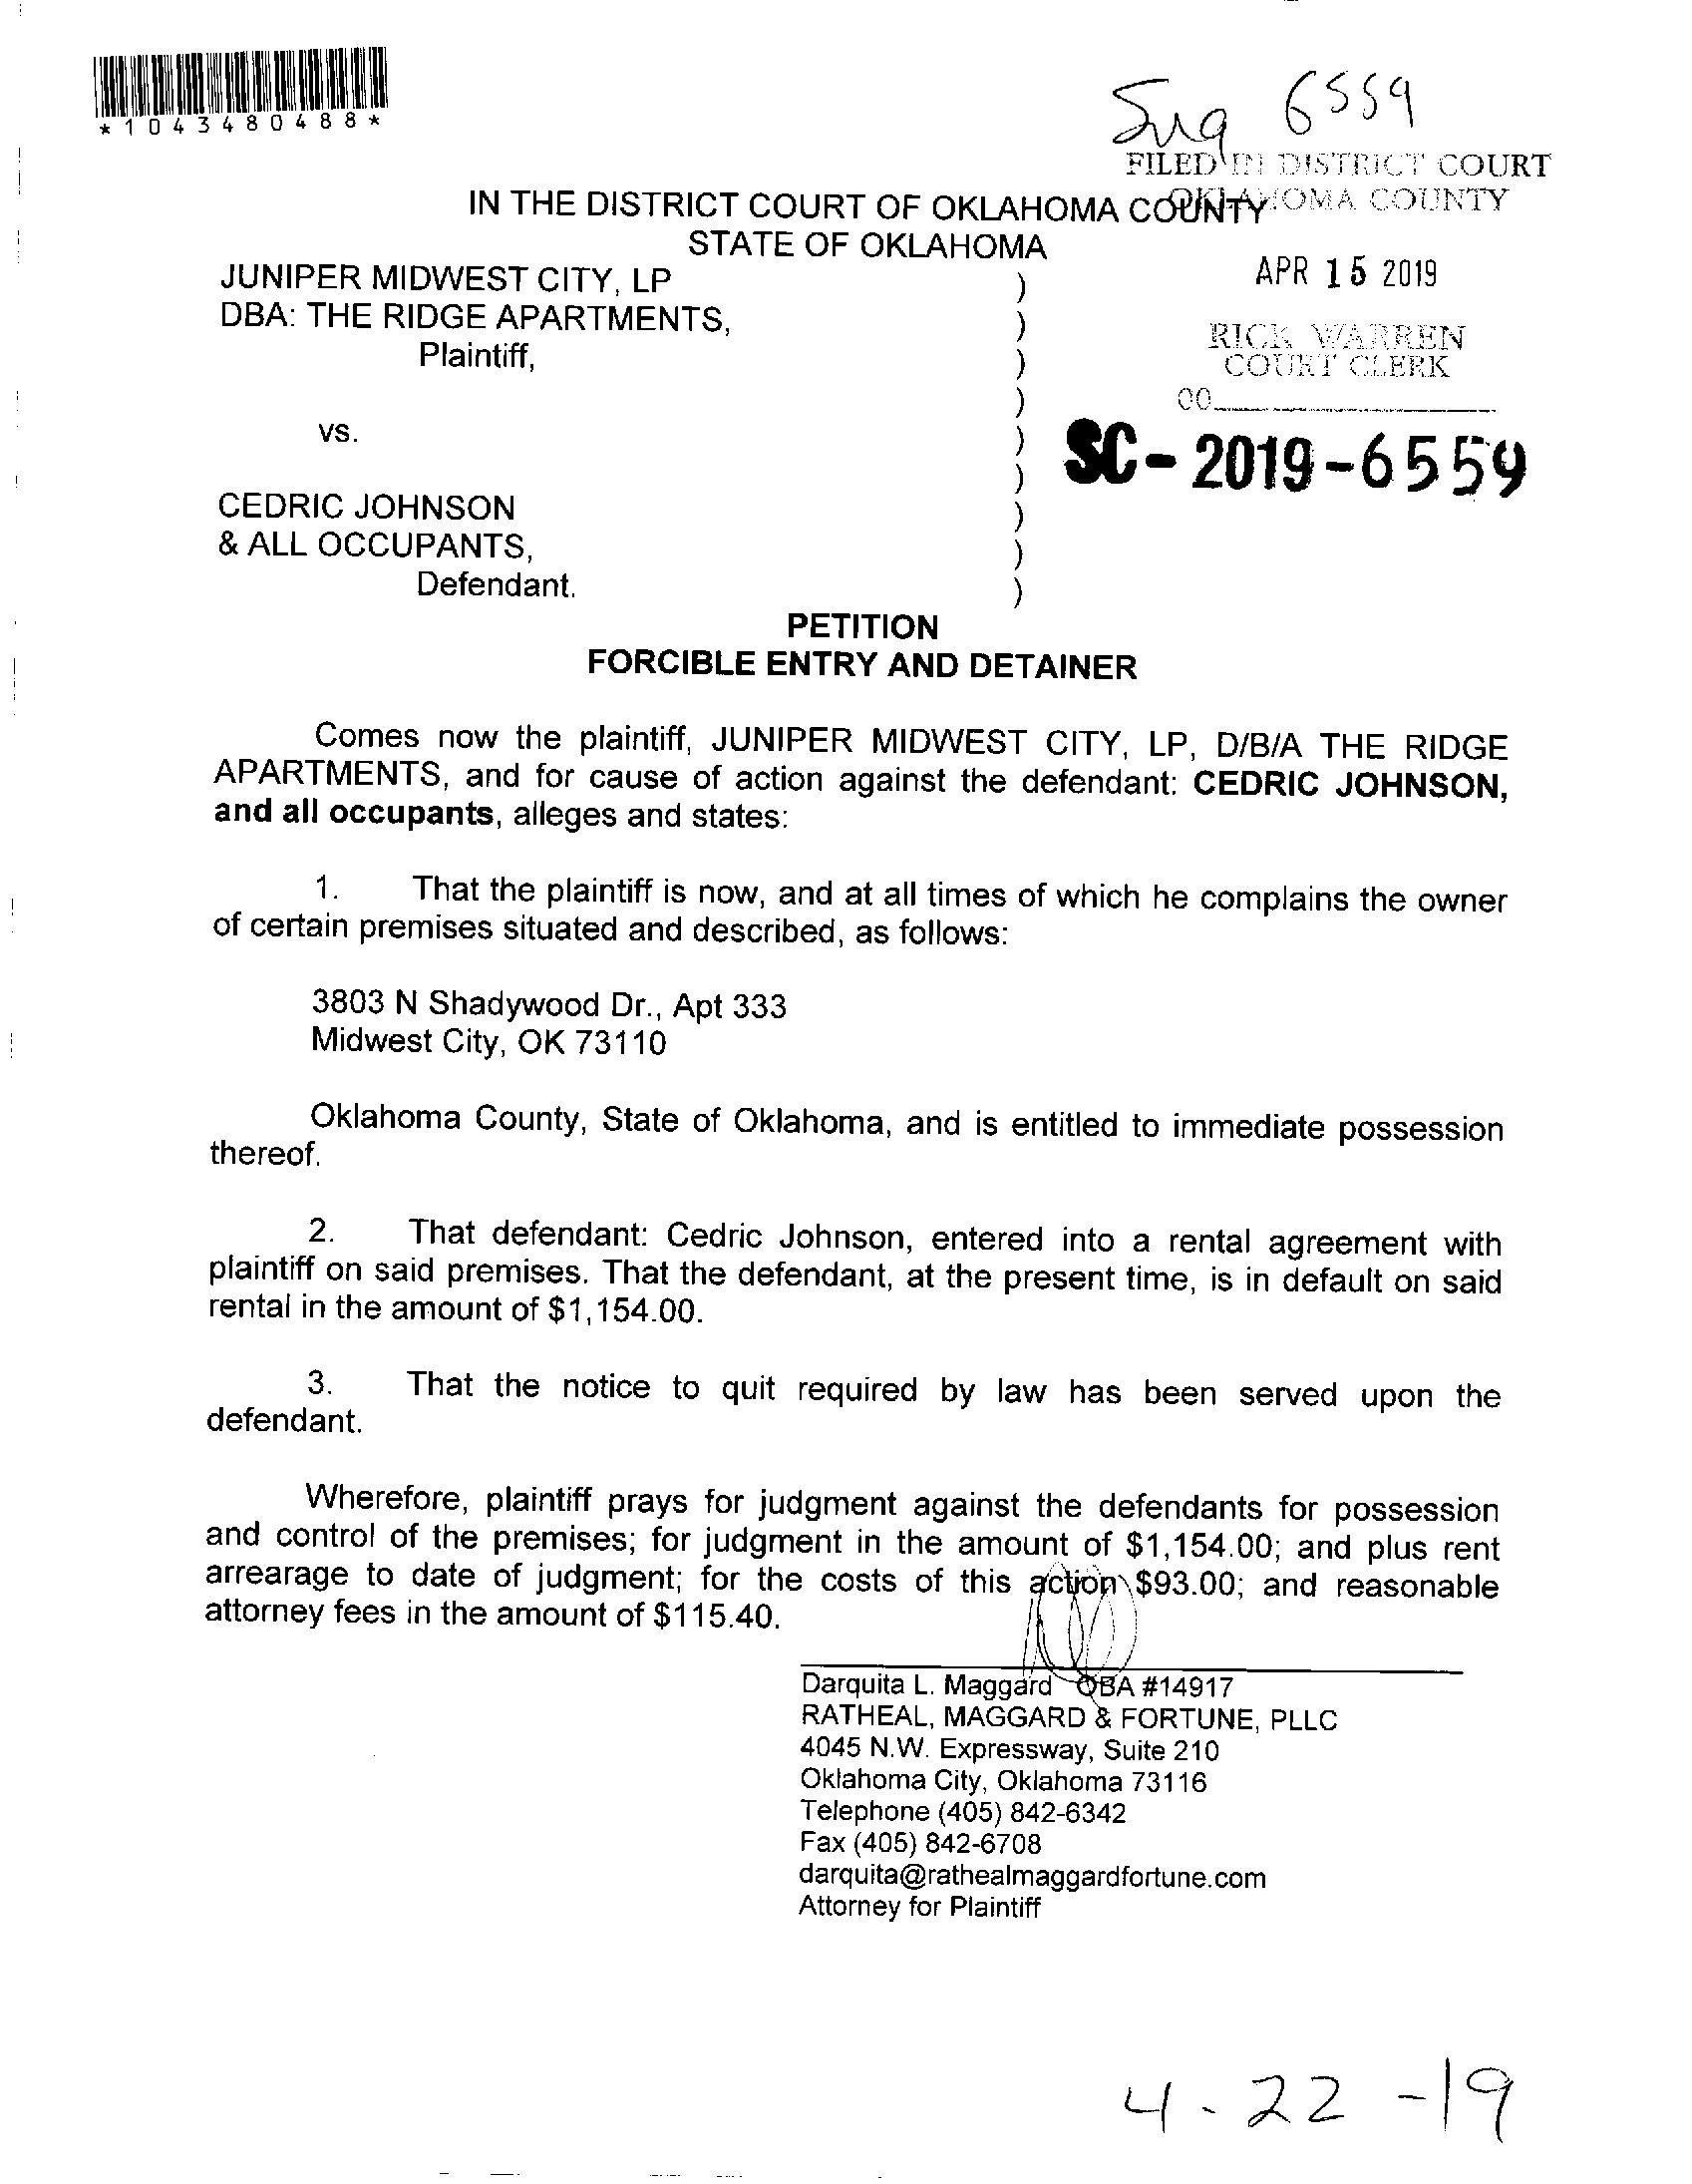 *1043480488*
6559
FILED IN DISTRICT COURT
OKLAHOMA COUNTY
IN THE DISTRICT COURT OF OKLAHOMA COUNTY
STATE OF OKLAHOMA
APR 15 2019
JUNIPER MIDWEST CITY, LP )
DBA: THE RIDGE APARTMENTS, )
Plaintiff, )
RICK WARREN
COURT CLERK
)
vs. )
SC-2019-6559
)
CEDRIC JOHNSON )
& ALL OCCUPANTS, )
Defendant. )
PETITION
FORCIBLE ENTRY AND DETAINER
Comes now the plaintiff, JUNIPER MIDWEST CITY, LP, D/B/A THE RIDGE
APARTMENTS, and for cause of action against the defendant: CEDRIC JOHNSON,
and all occupants, alleges and states:
1. That the plaintiff is now, and at all times of which he complains the owner
of certain premises situated and described, as follows:
3803 N Shadywood Dr., Apt 333
Midwest City, OK 73110
Oklahoma County, State of Oklahoma, and is entitled to immediate possession
thereof.
2. That defendant: Cedric Johnson, entered into a rental agreement with
plaintiff on said premises. That the defendant, at the present time, is in default on said
rental in the amount of $1,154.00.
3. That the notice to quit required by law has been served upon the
defendant.
Wherefore, plaintiff prays for judgment against the defendants for possession
and control of the premises; for judgment in the amount of $1,154.00; and plus rent
arrearage to date of judgment; for the costs of this action $93.00; and reasonable
attorney fees in the amount of $115.40.
Darquita L. Maggard OBA #14917
RATHEAL, MAGGARD & FORTUNE, PLLC
4045 N.W. Expressway, Suite 210
Oklahoma City, Oklahoma 73116
Telephone (405) 842-6342
Fax (405) 842-6708
darquita@rathealmaggardfortune.com
Attorney for Plaintiff
4-22-19